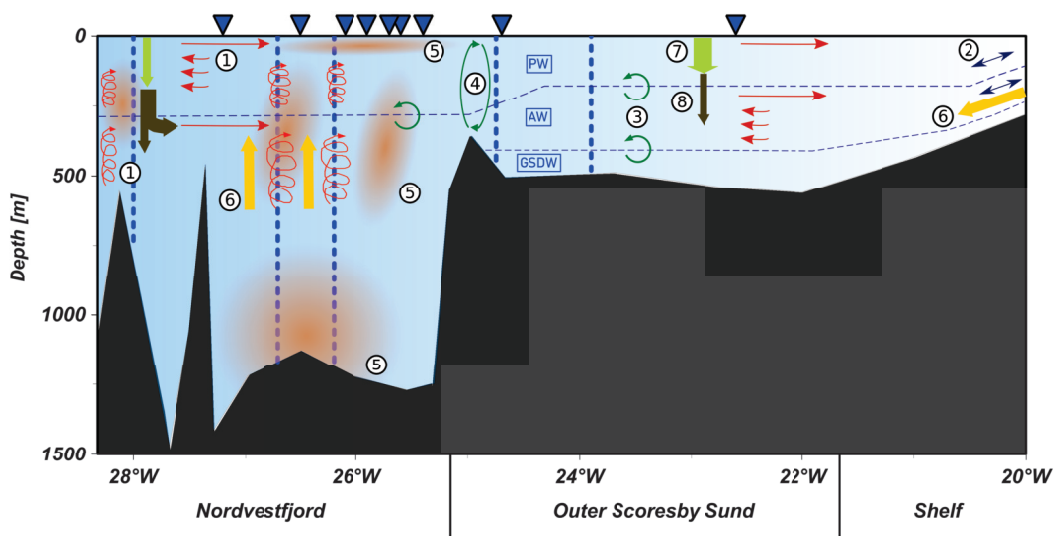 0
500
1000
1500
Depth [m]
1
5
4
PW
7
2
8
3
AW
6
GSDW
1
6
5
5
28°W
26°W
24°W
22°W
20°W
Nordvestfjord
Outer Scoresby Sund
Shelf